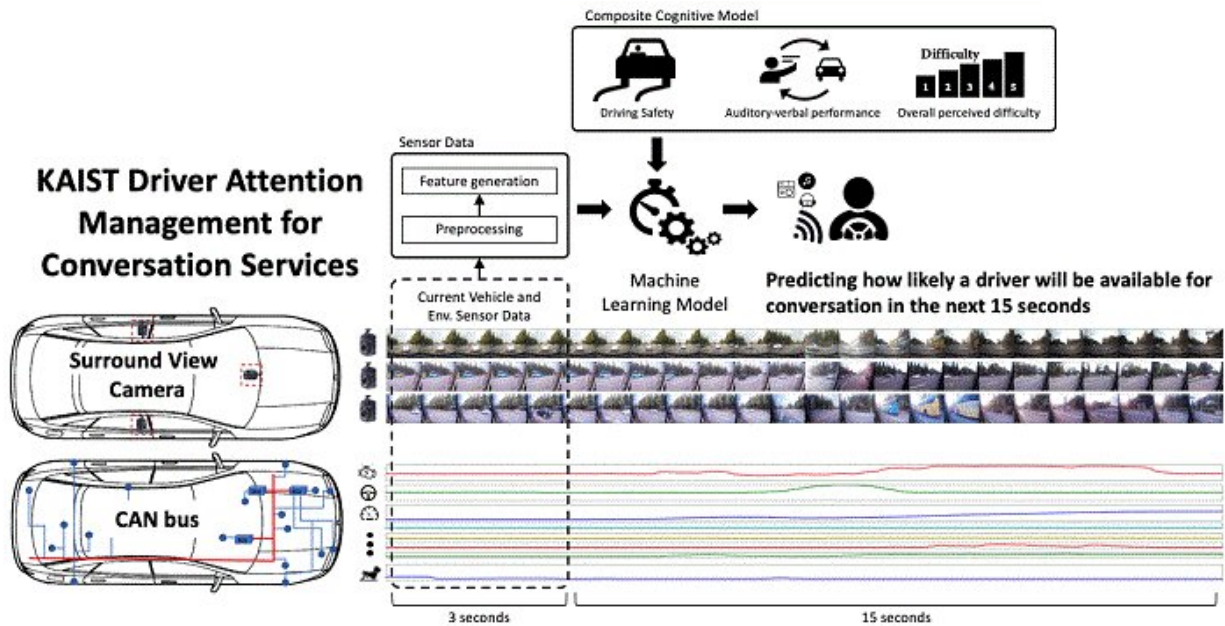 Composite Cognitive Model
Difficulty
1 2 3 4 5
Driving Safety
Auditory-verbal performance
Overall perceived difficulty
Sensor Data
Feature generation
Preprocessing
KAIST Driver Attention
Management for
Conversation Services
Machine
Learning Model
Predicting how likely a driver will be available for
conversation in the next 15 seconds
Current Vehicle and
Env. Sensor Data
Surround View
Camera
CAN bus
3 seconds
15 seconds